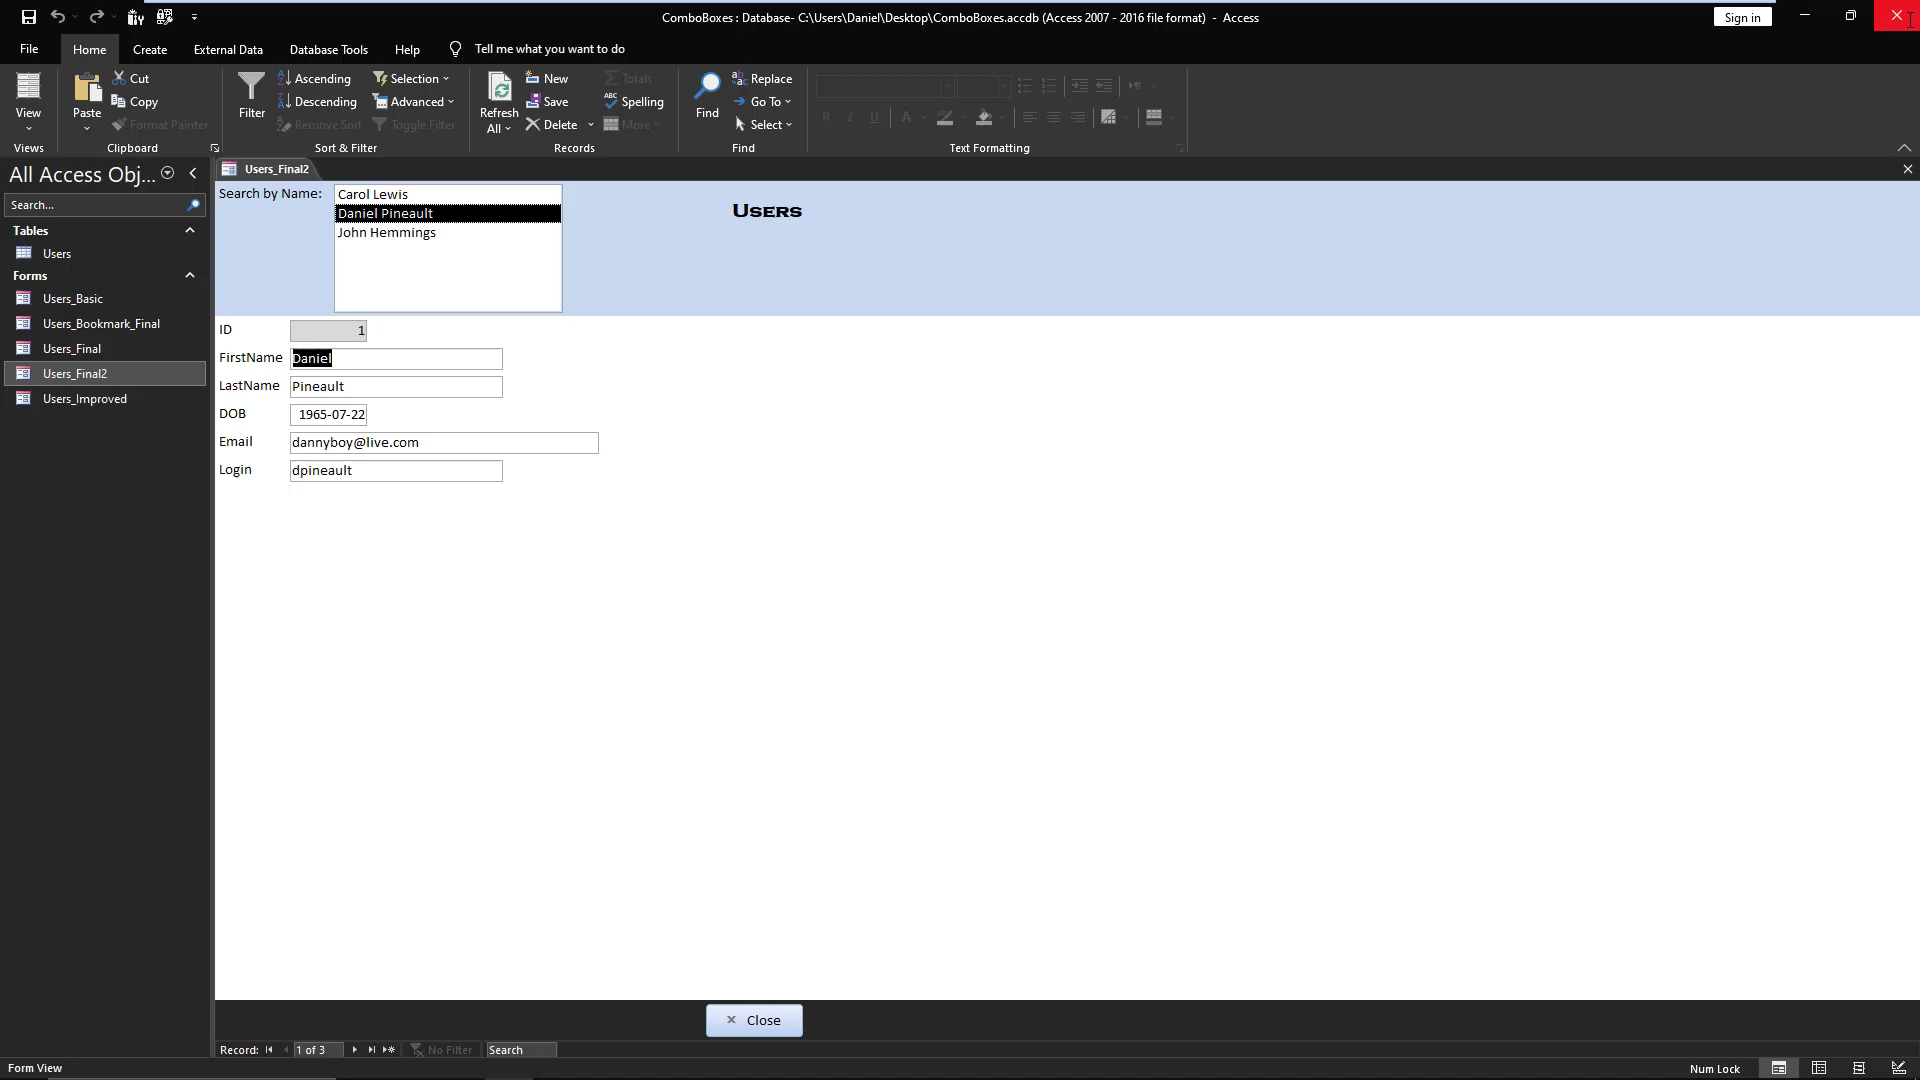 ComboBoxes : Database- C:\Users\Daniel\Desktop\ComboBoxes.accdb (Access 2007 - 2016 file format) - Access
Sign in
File
Home
Create
External Data
Database Tools
Help
Tell me what you want to do
View
Views
Paste
Cut
Copy
Format Painter
Clipboard
Filter
Ascending
Descending
Remove Sort
Selection
Advanced
Toggle Filter
Sort & Filter
Refresh
All
New
Save
Delete
Totals
Spelling
More
Records
Find
Replace
Go To
Select
Find
Text Formatting
All Access Obj...
Search...
Tables
Users
Forms
Users_Basic
Users_Bookmark_Final
Users_Final
Users_Final2
Users_Improved
Users_Final2
Search by Name:
Carol Lewis
Daniel Pineault
John Hemmings
Users
ID 1
FirstName Daniel
LastName Pineault
DOB 1965-07-22
Email dannyboy@live.com
Login dpineault
Close
Record: 1 of 3 No Filter Search
Form View
Num Lock